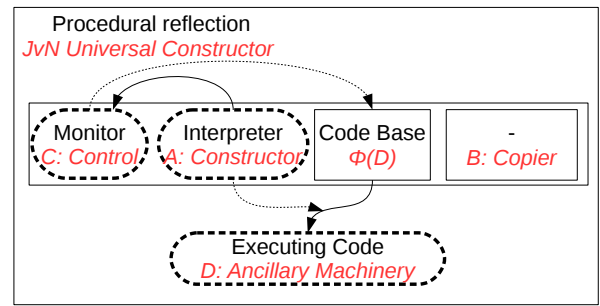 Procedural reflection
JvN Universal Constructor
Monitor
C: Control
Interpreter
A: Constructor
Code Base
Φ(D)
-
B: Copier
Executing Code
D: Ancillary Machinery